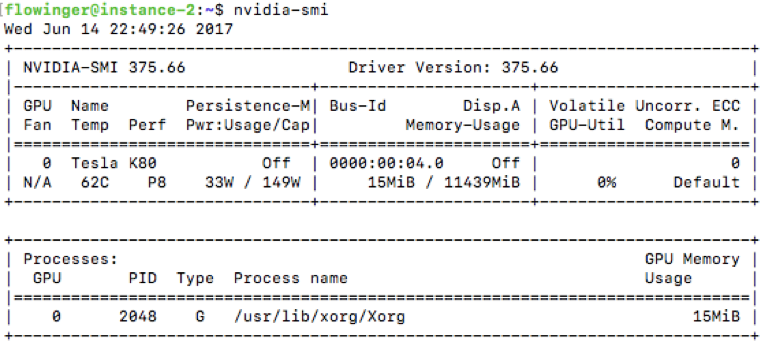 [flowinger@instance-2:~$ nvidia-smi
Wed Jun 14 22:49:26 2017
+-----------------------------------------------------------------------------+
| NVIDIA-SMI 375.66                 Driver Version: 375.66                    |
|-------------------------------+----------------------+----------------------+
| GPU  Name        Persistence-M| Bus-Id        Disp.A | Volatile Uncorr. ECC |
| Fan  Temp  Perf  Pwr:Usage/Cap|         Memory-Usage | GPU-Util  Compute M. |
|===============================+======================+======================|
|   0  Tesla K80           Off  | 0000:00:04.0     Off |                    0 |
| N/A   62C    P8    33W / 149W |     15MiB / 11439MiB |      0%      Default |
+-------------------------------+----------------------+----------------------+
+-----------------------------------------------------------------------------+
| Processes:                                                       GPU Memory |
|  GPU       PID  Type  Process name                               Usage      |
|=============================================================================|
|    0      2048    G   /usr/lib/xorg/Xorg                              15MiB |
+-----------------------------------------------------------------------------+